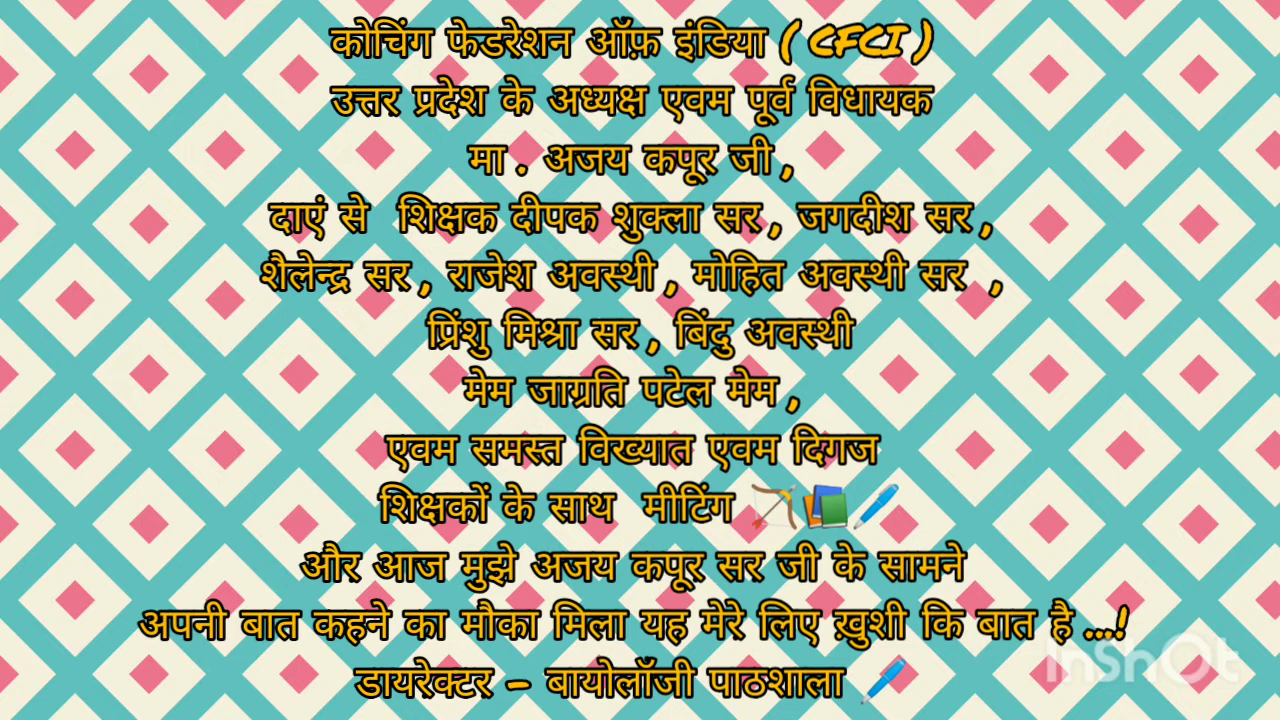 कोचिंग फेडरेशन ऑफ़ इंडिया ( CFCI )
उत्तर प्रदेश के अध्यक्ष एवम पूर्व विधायक
मा . अजय कपूर जी ,
दाएं से शिक्षक दीपक शुक्ला सर , जगदीश सर ,
शैलेन्द्र सर , राजेश अवस्थी , मोहित अवस्थी सर ,
प्रिंशु मिश्रा सर , बिंदु अवस्थी
मेम जाग्रति पटेल मेम ,
एवम समस्त विख्यात एवम दिगज
शिक्षकों के साथ मीटिंग 🏹📚🖊️
और आज मुझे अजय कपूर सर जी के सामने
अपनी बात कहने का मौका मिला यह मेरे लिए ख़ुशी कि बात है ...!
डायरेक्टर - बायोलॉजी पाठशाला 🖊️
InShOt